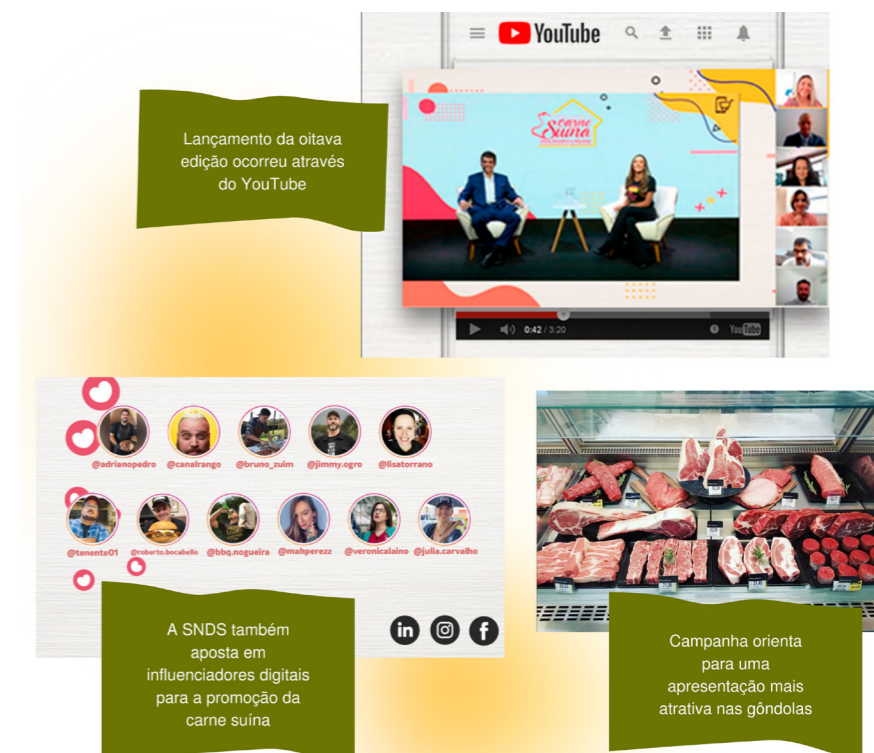 YouTube
Lançamento da oitava
edição ocorreu através
do YouTube
carne
Suína
0:42 / 3:20
YouTube
@adrianopedro @canalrango @bruno_zuim @jimmy.ogro @lisatorrano
@tenente01 @roberto.bocabello @bbq.nogueira @mahperezz @veronicalaino @julia.carvalho
in f
A SNDS também
aposta em
influenciadores digitais
para a promoção da
carne suína
Campanha orienta
para uma
apresentação mais
atrativa nas gôndolas